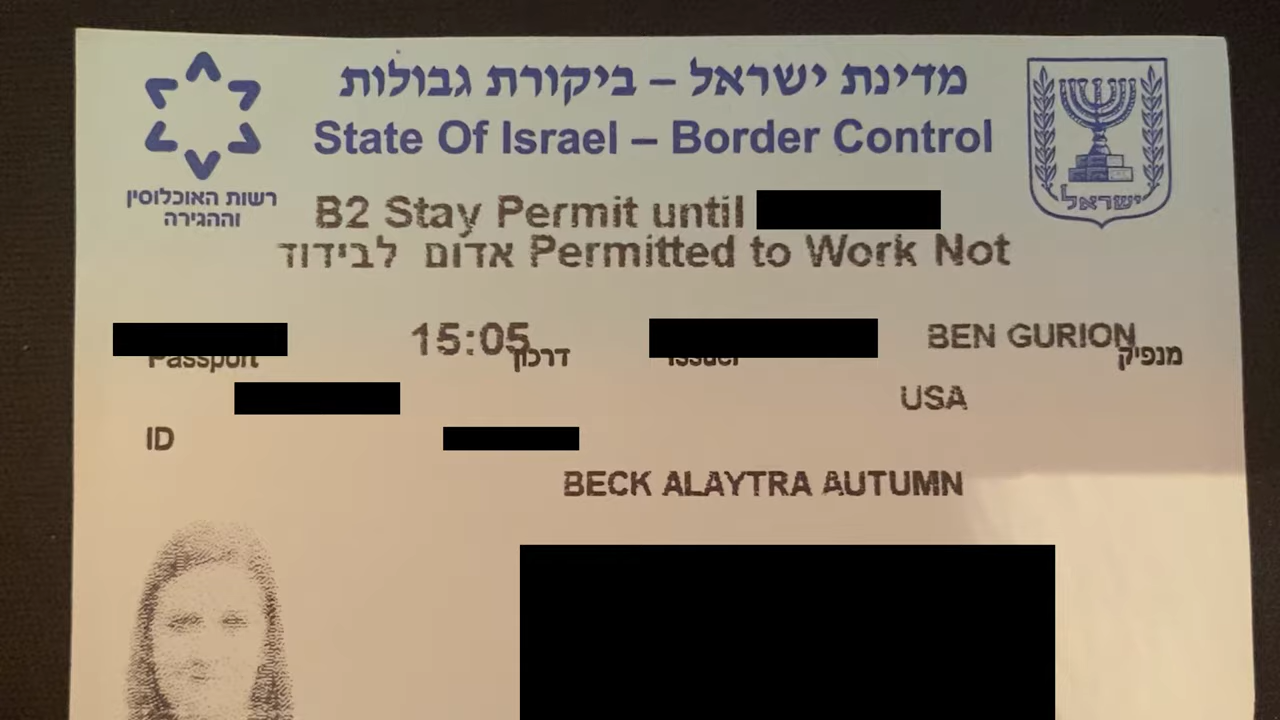 מדינת ישראל – ביקורת גבולות
State Of Israel – Border Control
רשות האוכלוסין
וההגירה
ישראל
B2 Stay Permit until
אדום לבידוד Permitted to Work Not
15:05 BEN GURION
Passport דרכון Issuer מנפיק
USA
ID
BECK ALAYTRA AUTUMN